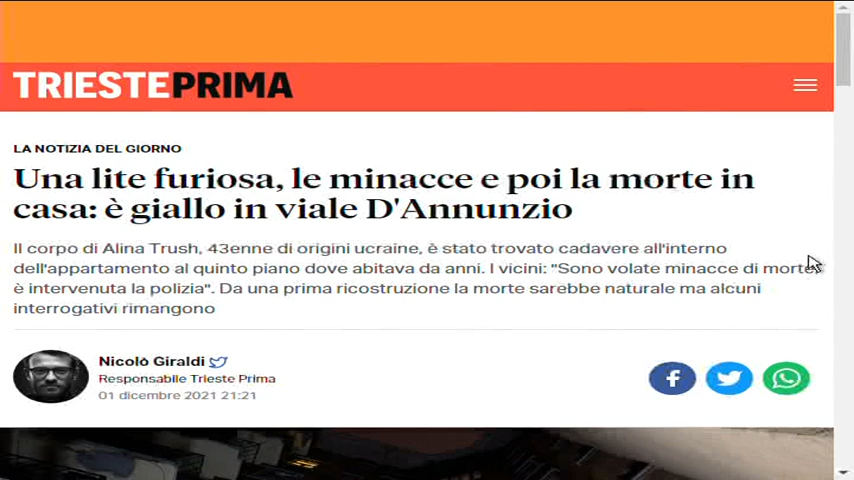 TRIESTEPRIMA
LA NOTIZIA DEL GIORNO
Una lite furiosa, le minacce e poi la morte in
casa: è giallo in viale D'Annunzio
Il corpo di Alina Trush, 43enne di origini ucraine, è stato trovato cadavere all'interno
dell'appartamento al quinto piano dove abitava da anni. I vicini: "Sono volate minacce di morte,
è intervenuta la polizia". Da una prima ricostruzione la morte sarebbe naturale ma alcuni
interrogativi rimangono
Nicolò Giraldi
Responsabile Trieste Prima
01 dicembre 2021 21:21